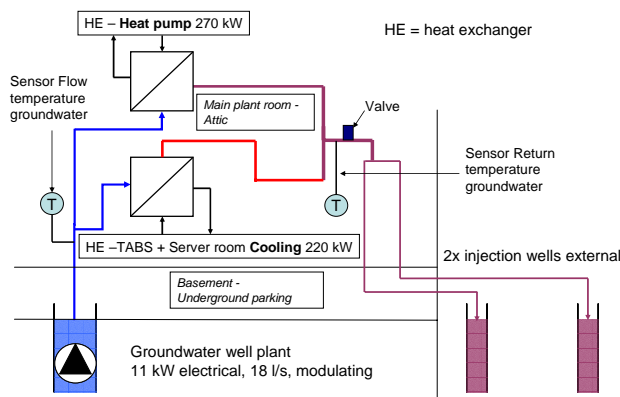 HE – Heat pump 270 kW
HE = heat exchanger
Sensor Flow
temperature
groundwater
Main plant room -
Attic
Valve
Sensor Return
temperature
groundwater
T
T
HE –TABS + Server room Cooling 220 kW
2x injection wells external
Basement -
Underground parking
Groundwater well plant
11 kW electrical, 18 l/s, modulating